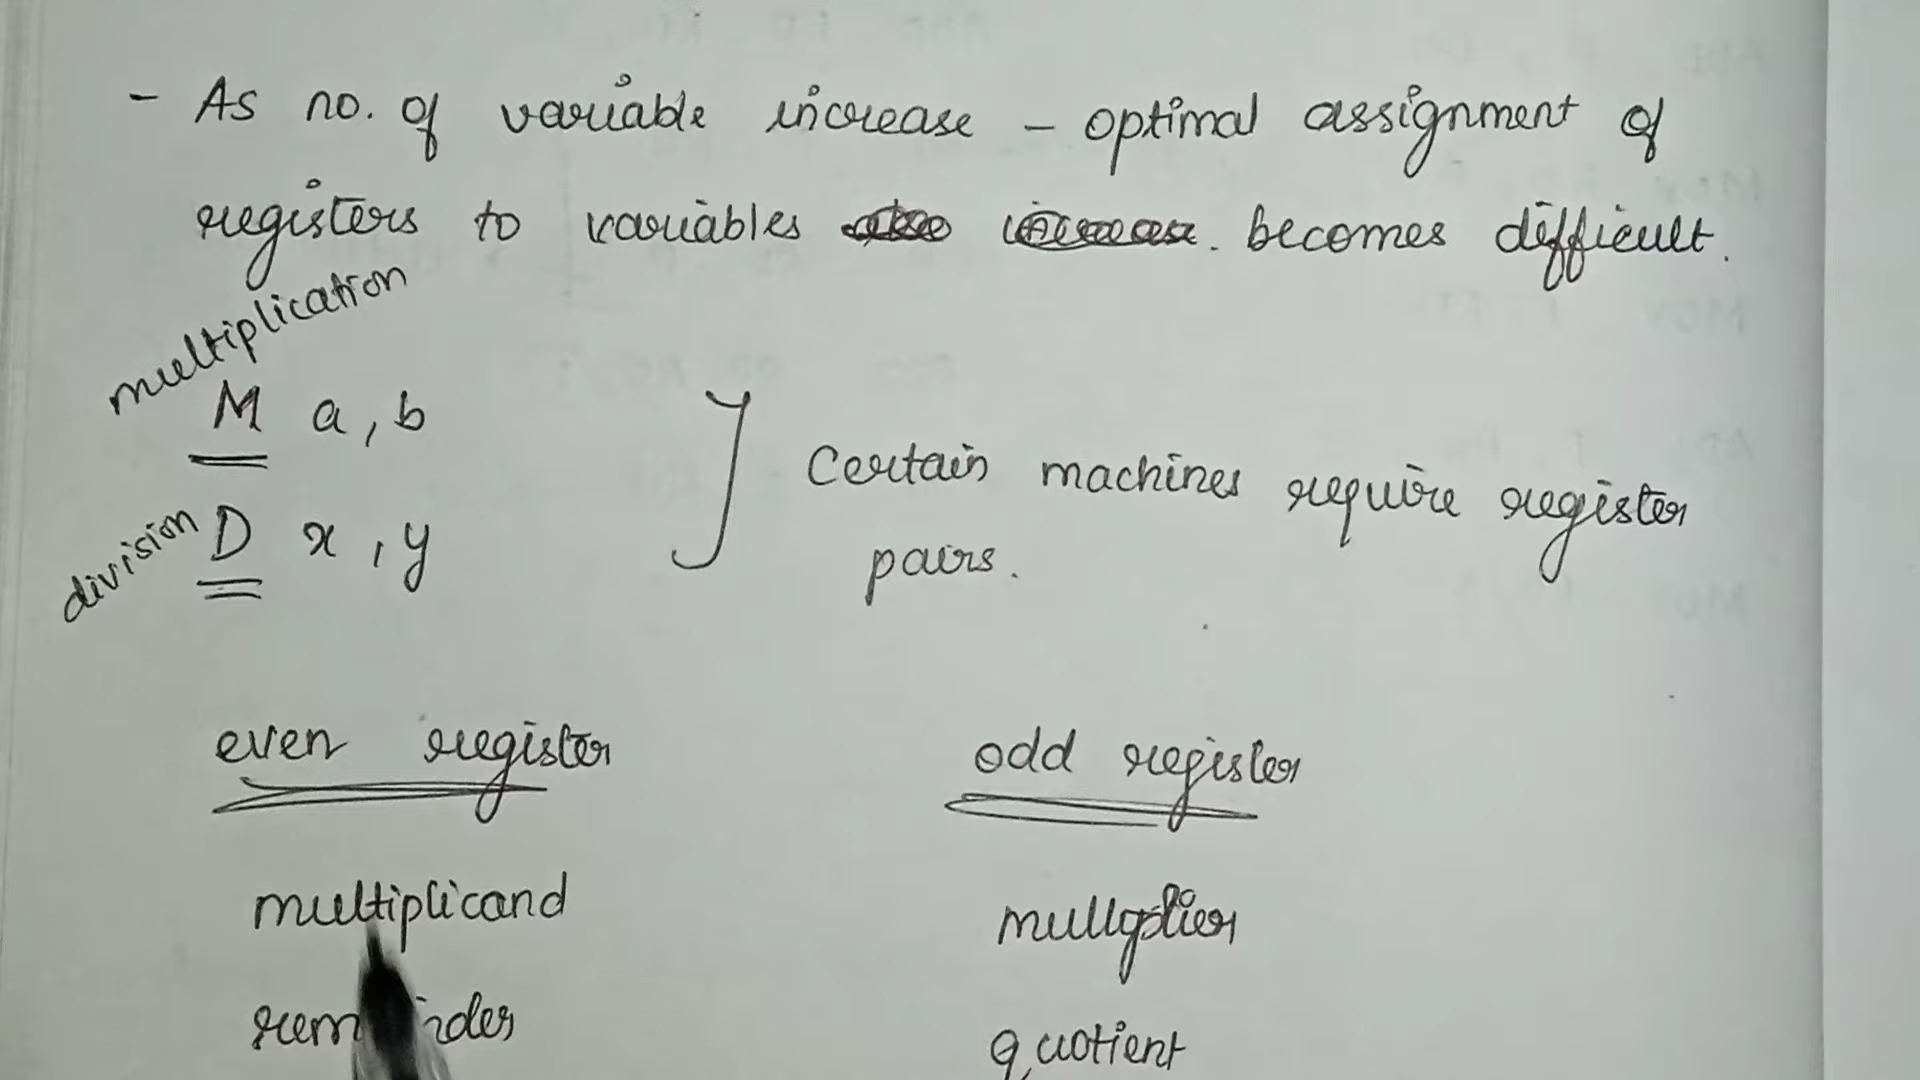 - As no. of variable increase - optimal assignment of
registers to variables becomes difficult.
multiplication
M a, b
division D x, y
Certain machines require register
pairs.
even register odd register
multiplicand multiplier
quotient